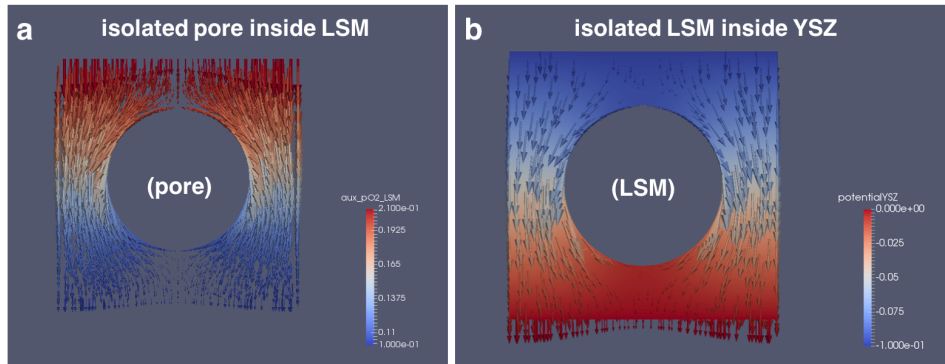 a
isolated pore inside LSM
(pore)
aux_pO2_LSM
2.100e-01
0.1925
0.165
0.1375
0.11
1.000e-01
b
isolated LSM inside YSZ
(LSM)
potentialYSZ
0.000e+00
-0.025
-0.05
-0.075
-1.000e-01